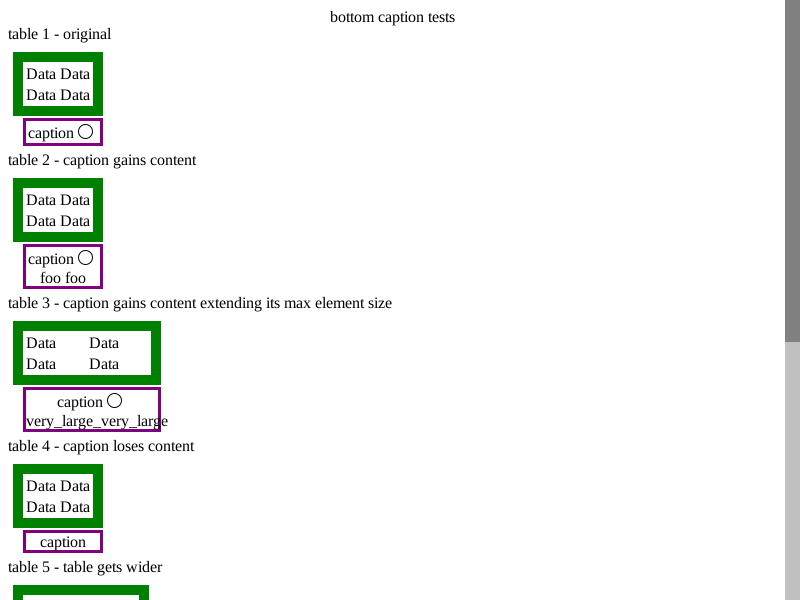 bottom caption tests
table 1 - original
Data Data
Data Data
caption
table 2 - caption gains content
Data Data
Data Data
caption
foo foo
table 3 - caption gains content extending its max element size
Data Data
Data Data
caption
very_large_very_large
table 4 - caption loses content
Data Data
Data Data
caption
table 5 - table gets wider